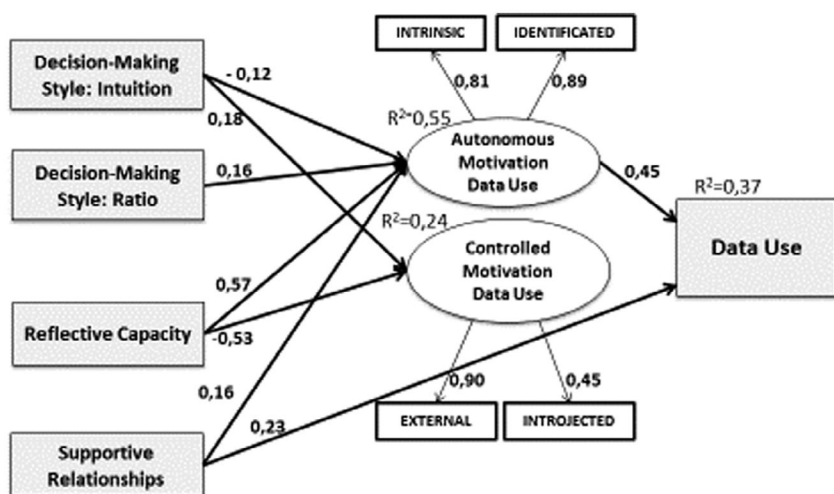 INTRINSIC
IDENTIFICATED
Decision-Making
Style: Intuition
- 0,12
0,81
0,89
0,18
R²=0,55
Autonomous
Motivation
Data Use
Decision-Making
Style: Ratio
0,16
0,45
R²=0,37
R²=0,24
Data Use
Controlled
Motivation
Data Use
0,57
Reflective Capacity
-0,53
0,90
0,45
0,16
0,23
EXTERNAL
INTROJECTED
Supportive
Relationships